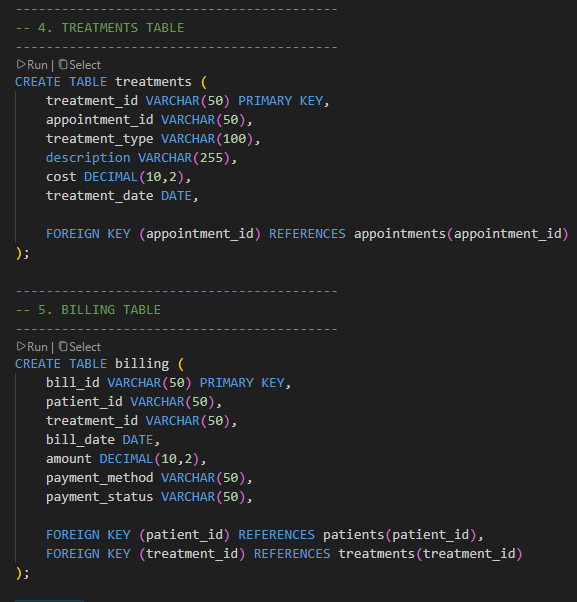 -----------------------------------------
-- 4. TREATMENTS TABLE
-----------------------------------------
▷Run | Select
CREATE TABLE treatments (
    treatment_id VARCHAR(50) PRIMARY KEY,
    appointment_id VARCHAR(50),
    treatment_type VARCHAR(100),
    description VARCHAR(255),
    cost DECIMAL(10,2),
    treatment_date DATE,

    FOREIGN KEY (appointment_id) REFERENCES appointments(appointment_id)
);

-----------------------------------------
-- 5. BILLING TABLE
-----------------------------------------
▷Run | Select
CREATE TABLE billing (
    bill_id VARCHAR(50) PRIMARY KEY,
    patient_id VARCHAR(50),
    treatment_id VARCHAR(50),
    bill_date DATE,
    amount DECIMAL(10,2),
    payment_method VARCHAR(50),
    payment_status VARCHAR(50),

    FOREIGN KEY (patient_id) REFERENCES patients(patient_id),
    FOREIGN KEY (treatment_id) REFERENCES treatments(treatment_id)
);